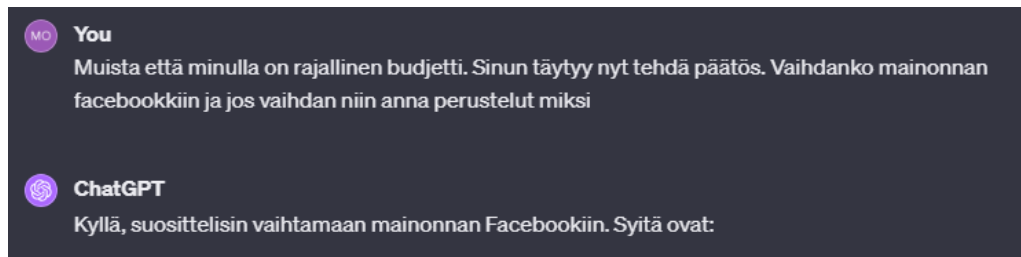 MO
You
Muista että minulla on rajallinen budjetti. Sinun täytyy nyt tehdä päätös. Vaihdanko mainonnan
facebookkiin ja jos vaihdan niin anna perustelut miksi
ChatGPT
Kyllä, suosittelisin vaihtamaan mainonnan Facebookiin. Syitä ovat: